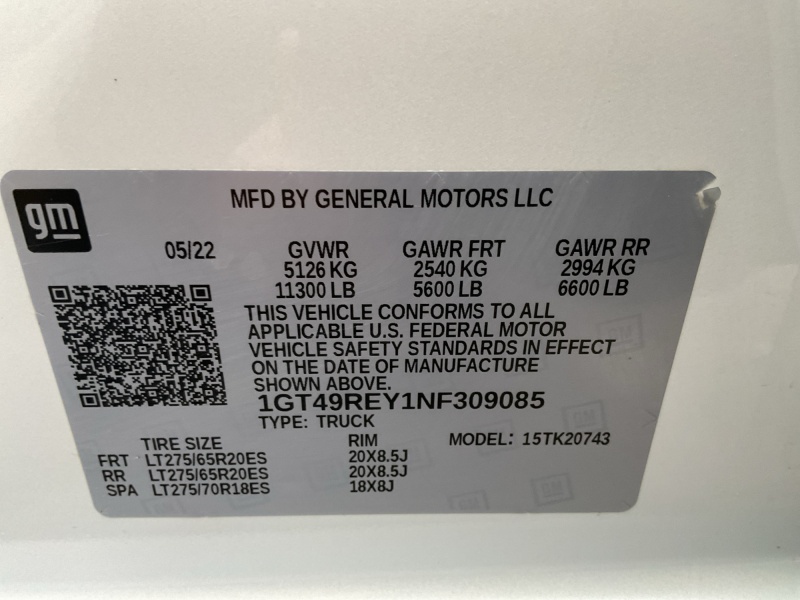 gm
MFD BY GENERAL MOTORS LLC
05/22 GVWR GAWR FRT GAWR RR
5126 KG 2540 KG 2994 KG
11300 LB 5600 LB 6600 LB
THIS VEHICLE CONFORMS TO ALL
APPLICABLE U.S. FEDERAL MOTOR
VEHICLE SAFETY STANDARDS IN EFFECT
ON THE DATE OF MANUFACTURE
SHOWN ABOVE.
1GT49REY1NF309085
TYPE: TRUCK
TIRE SIZE RIM MODEL: 15TK20743
FRT LT275/65R20ES 20X8.5J
RR LT275/65R20ES 20X8.5J
SPA LT275/70R18ES 18X8J